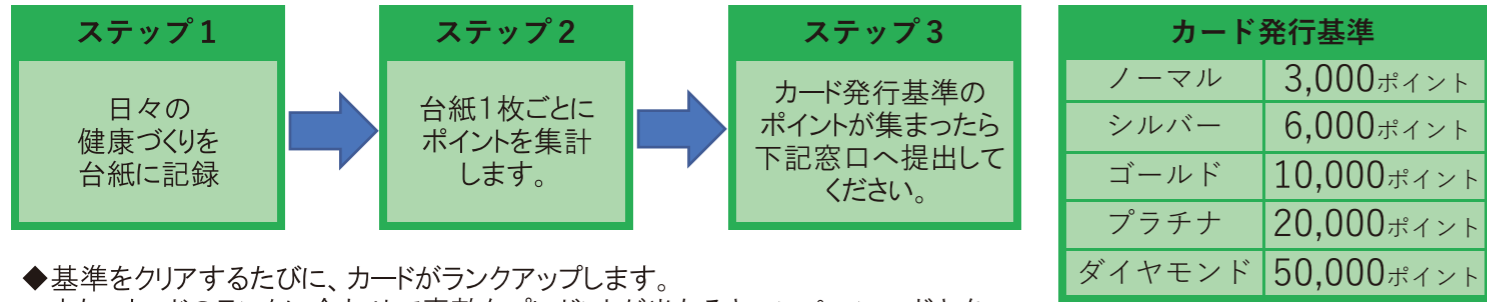 ステップ1
日々の
健康づくりを
台紙に記録
ステップ2
台紙1枚ごとに
ポイントを集計
します。
ステップ3
カード発行基準の
ポイントが集まったら
下記窓口へ提出して
ください。
カード発行基準
ノーマル 3,000ポイント
シルバー 6,000ポイント
ゴールド 10,000ポイント
プラチナ 20,000ポイント
ダイヤモンド 50,000ポイント
◆基準をクリアするたびに、カードがランクアップします。